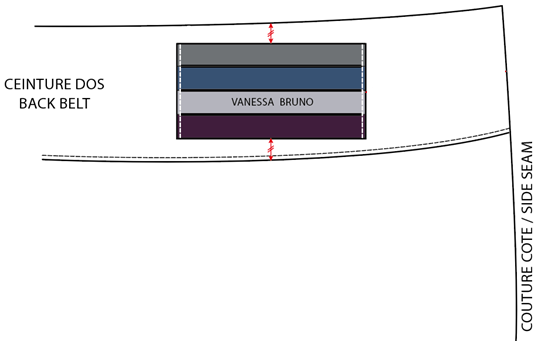 CEINTURE DOS
BACK BELT
VANESSA BRUNO
COUTURE COTE / SIDE SEAM